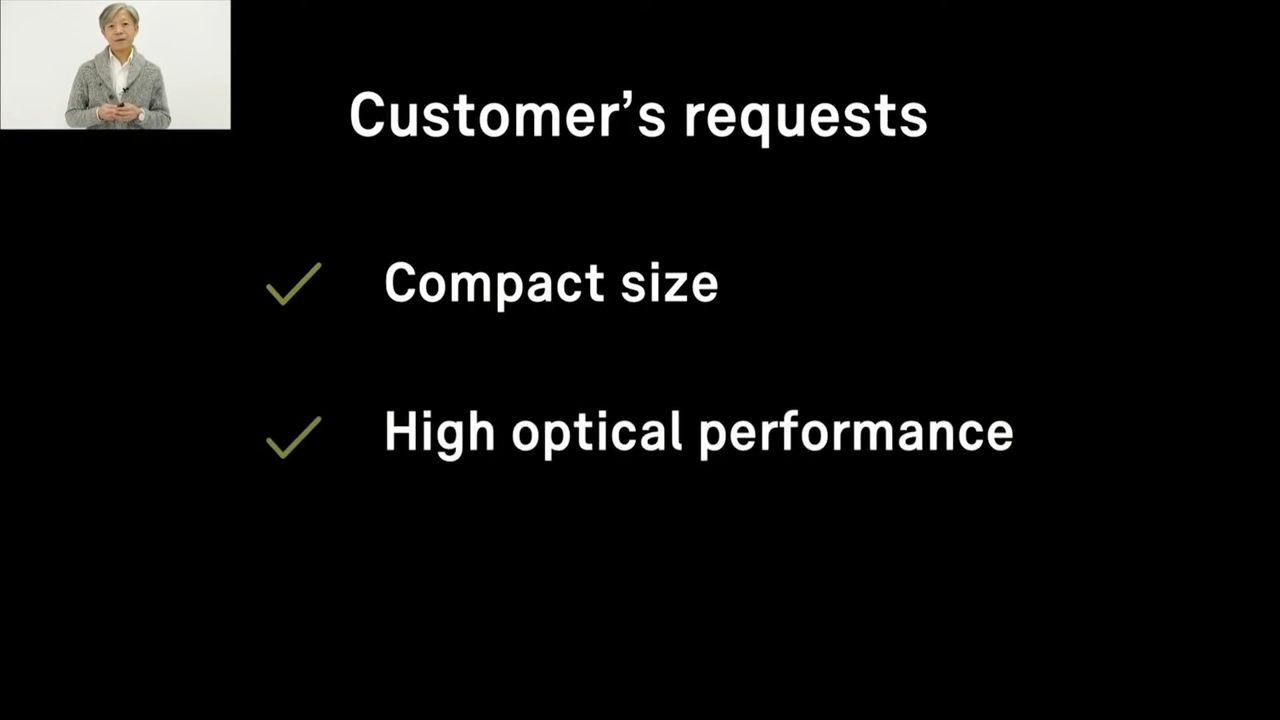 Customer’s requests
Compact size
High optical performance